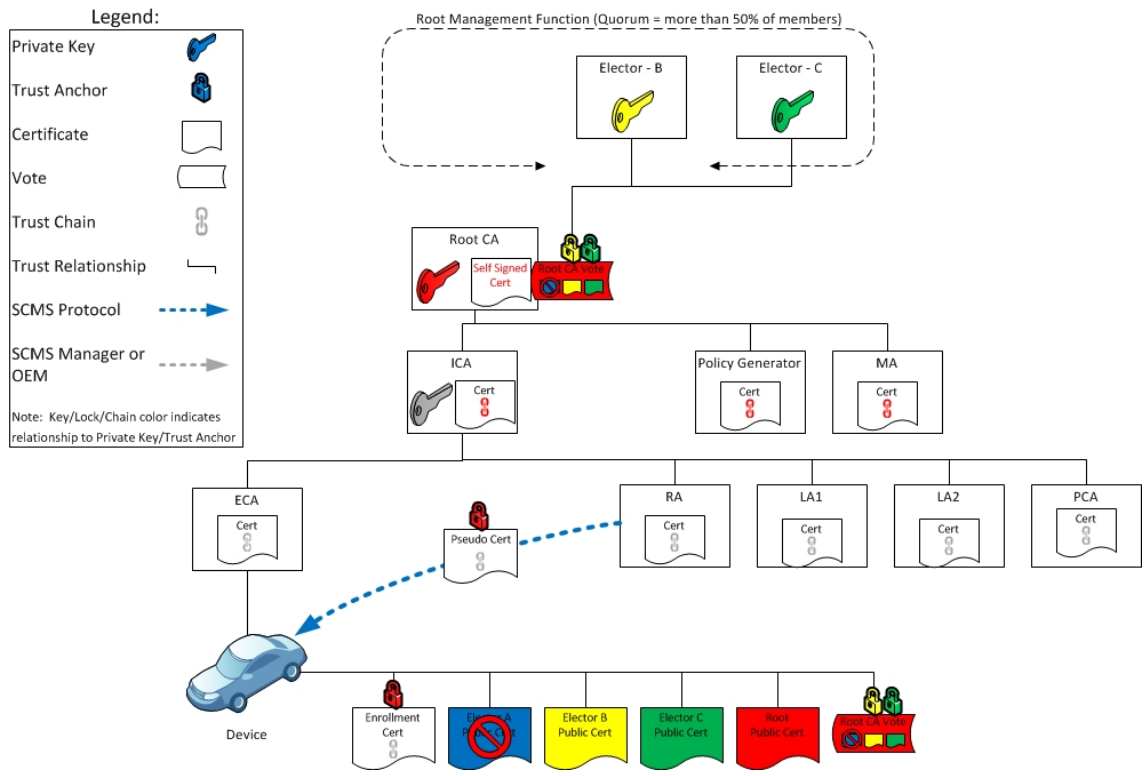 Legend:
Private Key
Trust Anchor
Certificate
Vote
Trust Chain
Trust Relationship
SCMS Protocol
SCMS Manager or
OEM
Note: Key/Lock/Chain color indicates
relationship to Private Key/Trust Anchor
Root Management Function (Quorum = more than 50% of members)
Elector - B
Elector - C
Root CA
Self Signed
Cert
Root CA Vote
ICA
Cert
Policy Generator
Cert
MA
Cert
ECA
Cert
Pseudo Cert
RA
Cert
LA1
Cert
LA2
Cert
PCA
Cert
Device
Enrollment
Cert
Elector A
Public Cert
Elector B
Public Cert
Elector C
Public Cert
Root
Public Cert
Root CA Vote